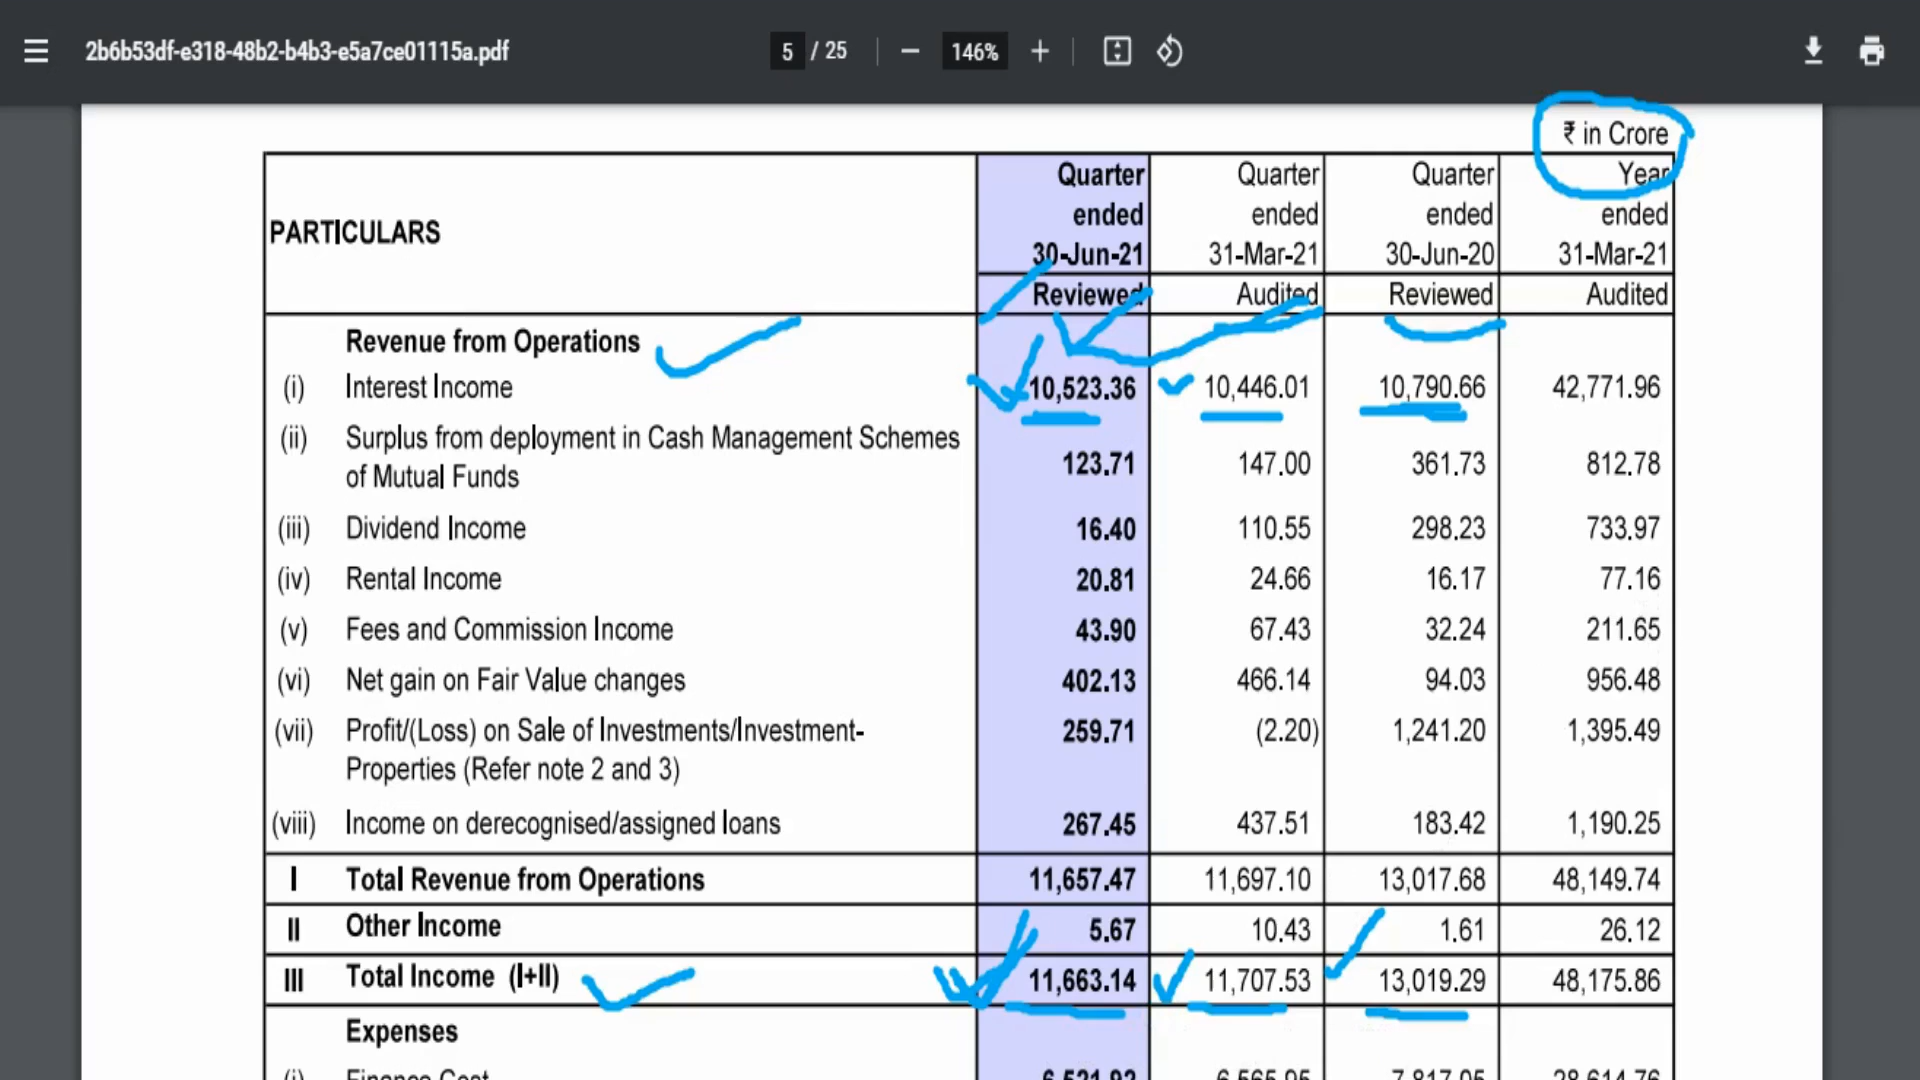 2b6b53df-e318-48b2-b4b3-e5a7ce01115a.pdf 5 / 25 146%
₹ in Crore
PARTICULARS Quarter ended 30-Jun-21 Quarter ended 31-Mar-21 Quarter ended 30-Jun-20 Year ended 31-Mar-21
Reviewed Audited Reviewed Audited
Revenue from Operations
(i) Interest Income 10,523.36 10,446.01 10,790.66 42,771.96
(ii) Surplus from deployment in Cash Management Schemes
of Mutual Funds 123.71 147.00 361.73 812.78
(iii) Dividend Income 16.40 110.55 298.23 733.97
(iv) Rental Income 20.81 24.66 16.17 77.16
(v) Fees and Commission Income 43.90 67.43 32.24 211.65
(vi) Net gain on Fair Value changes 402.13 466.14 94.03 956.48
(vii) Profit/(Loss) on Sale of Investments/Investment- 259.71 (2.20) 1,241.20 1,395.49
Properties (Refer note 2 and 3)
(viii) Income on derecognised/assigned loans 267.45 437.51 183.42 1,190.25
I Total Revenue from Operations 11,657.47 11,697.10 13,017.68 48,149.74
II Other Income 5.67 10.43 1.61 26.12
III Total Income (I+II) 11,663.14 11,707.53 13,019.29 48,175.86
Expenses
(i) Finance Cost